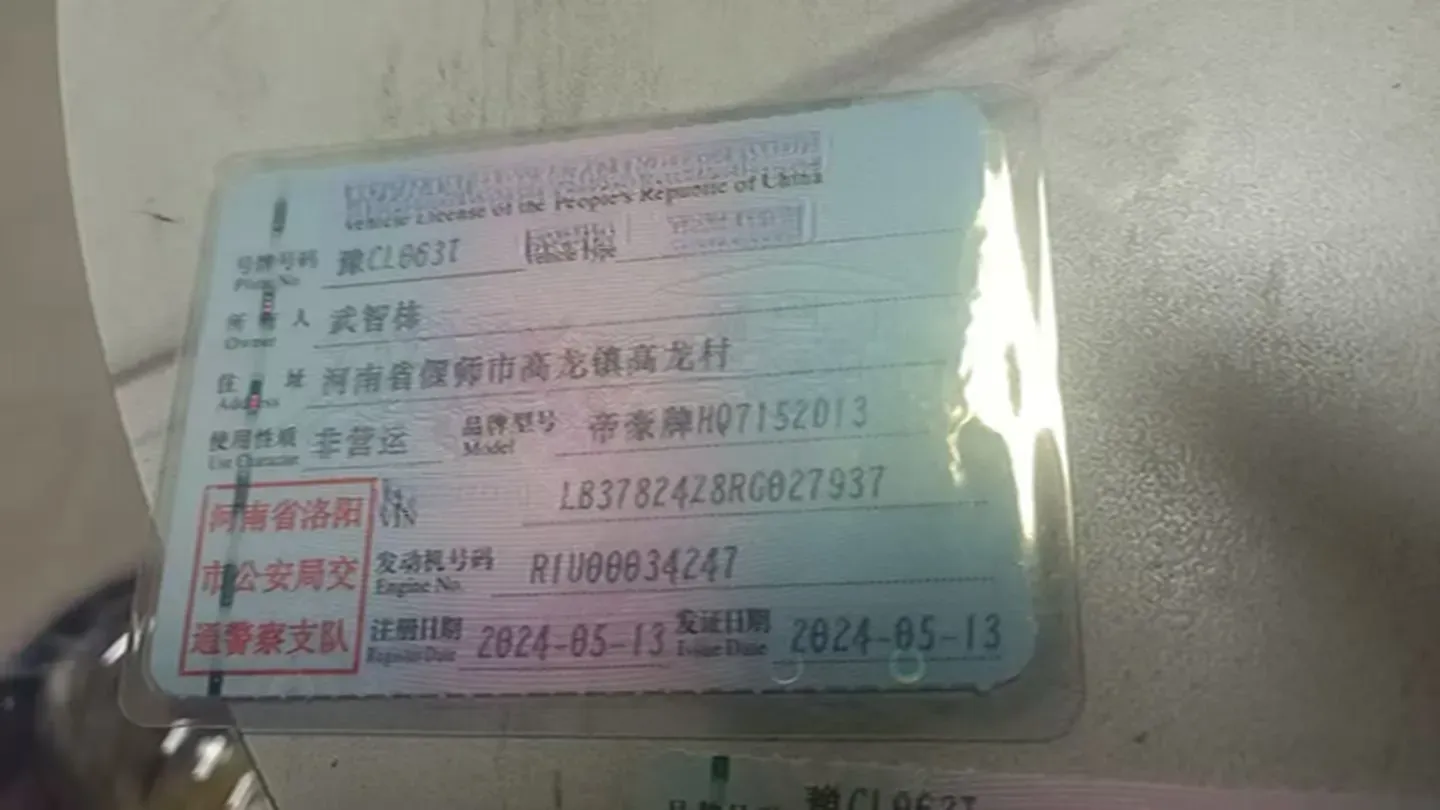 Vehicle License of the People's Republic of China
号牌号码 豫CL063T Vehicle Type
Plate No.
所有人 武智栋
Owner
住 址 河南省偃师市高龙镇高龙村
Address
使用性质 非营运 品牌型号 帝豪牌HQ7152D13
Use Character Model
VIN LB37824Z8RC027937
发动机号码 R1U00034247
Engine No.
注册日期 2024-05-13 发证日期 2024-05-13
Register Date Issue Date
河南省洛阳
市公安局交
通警察支队